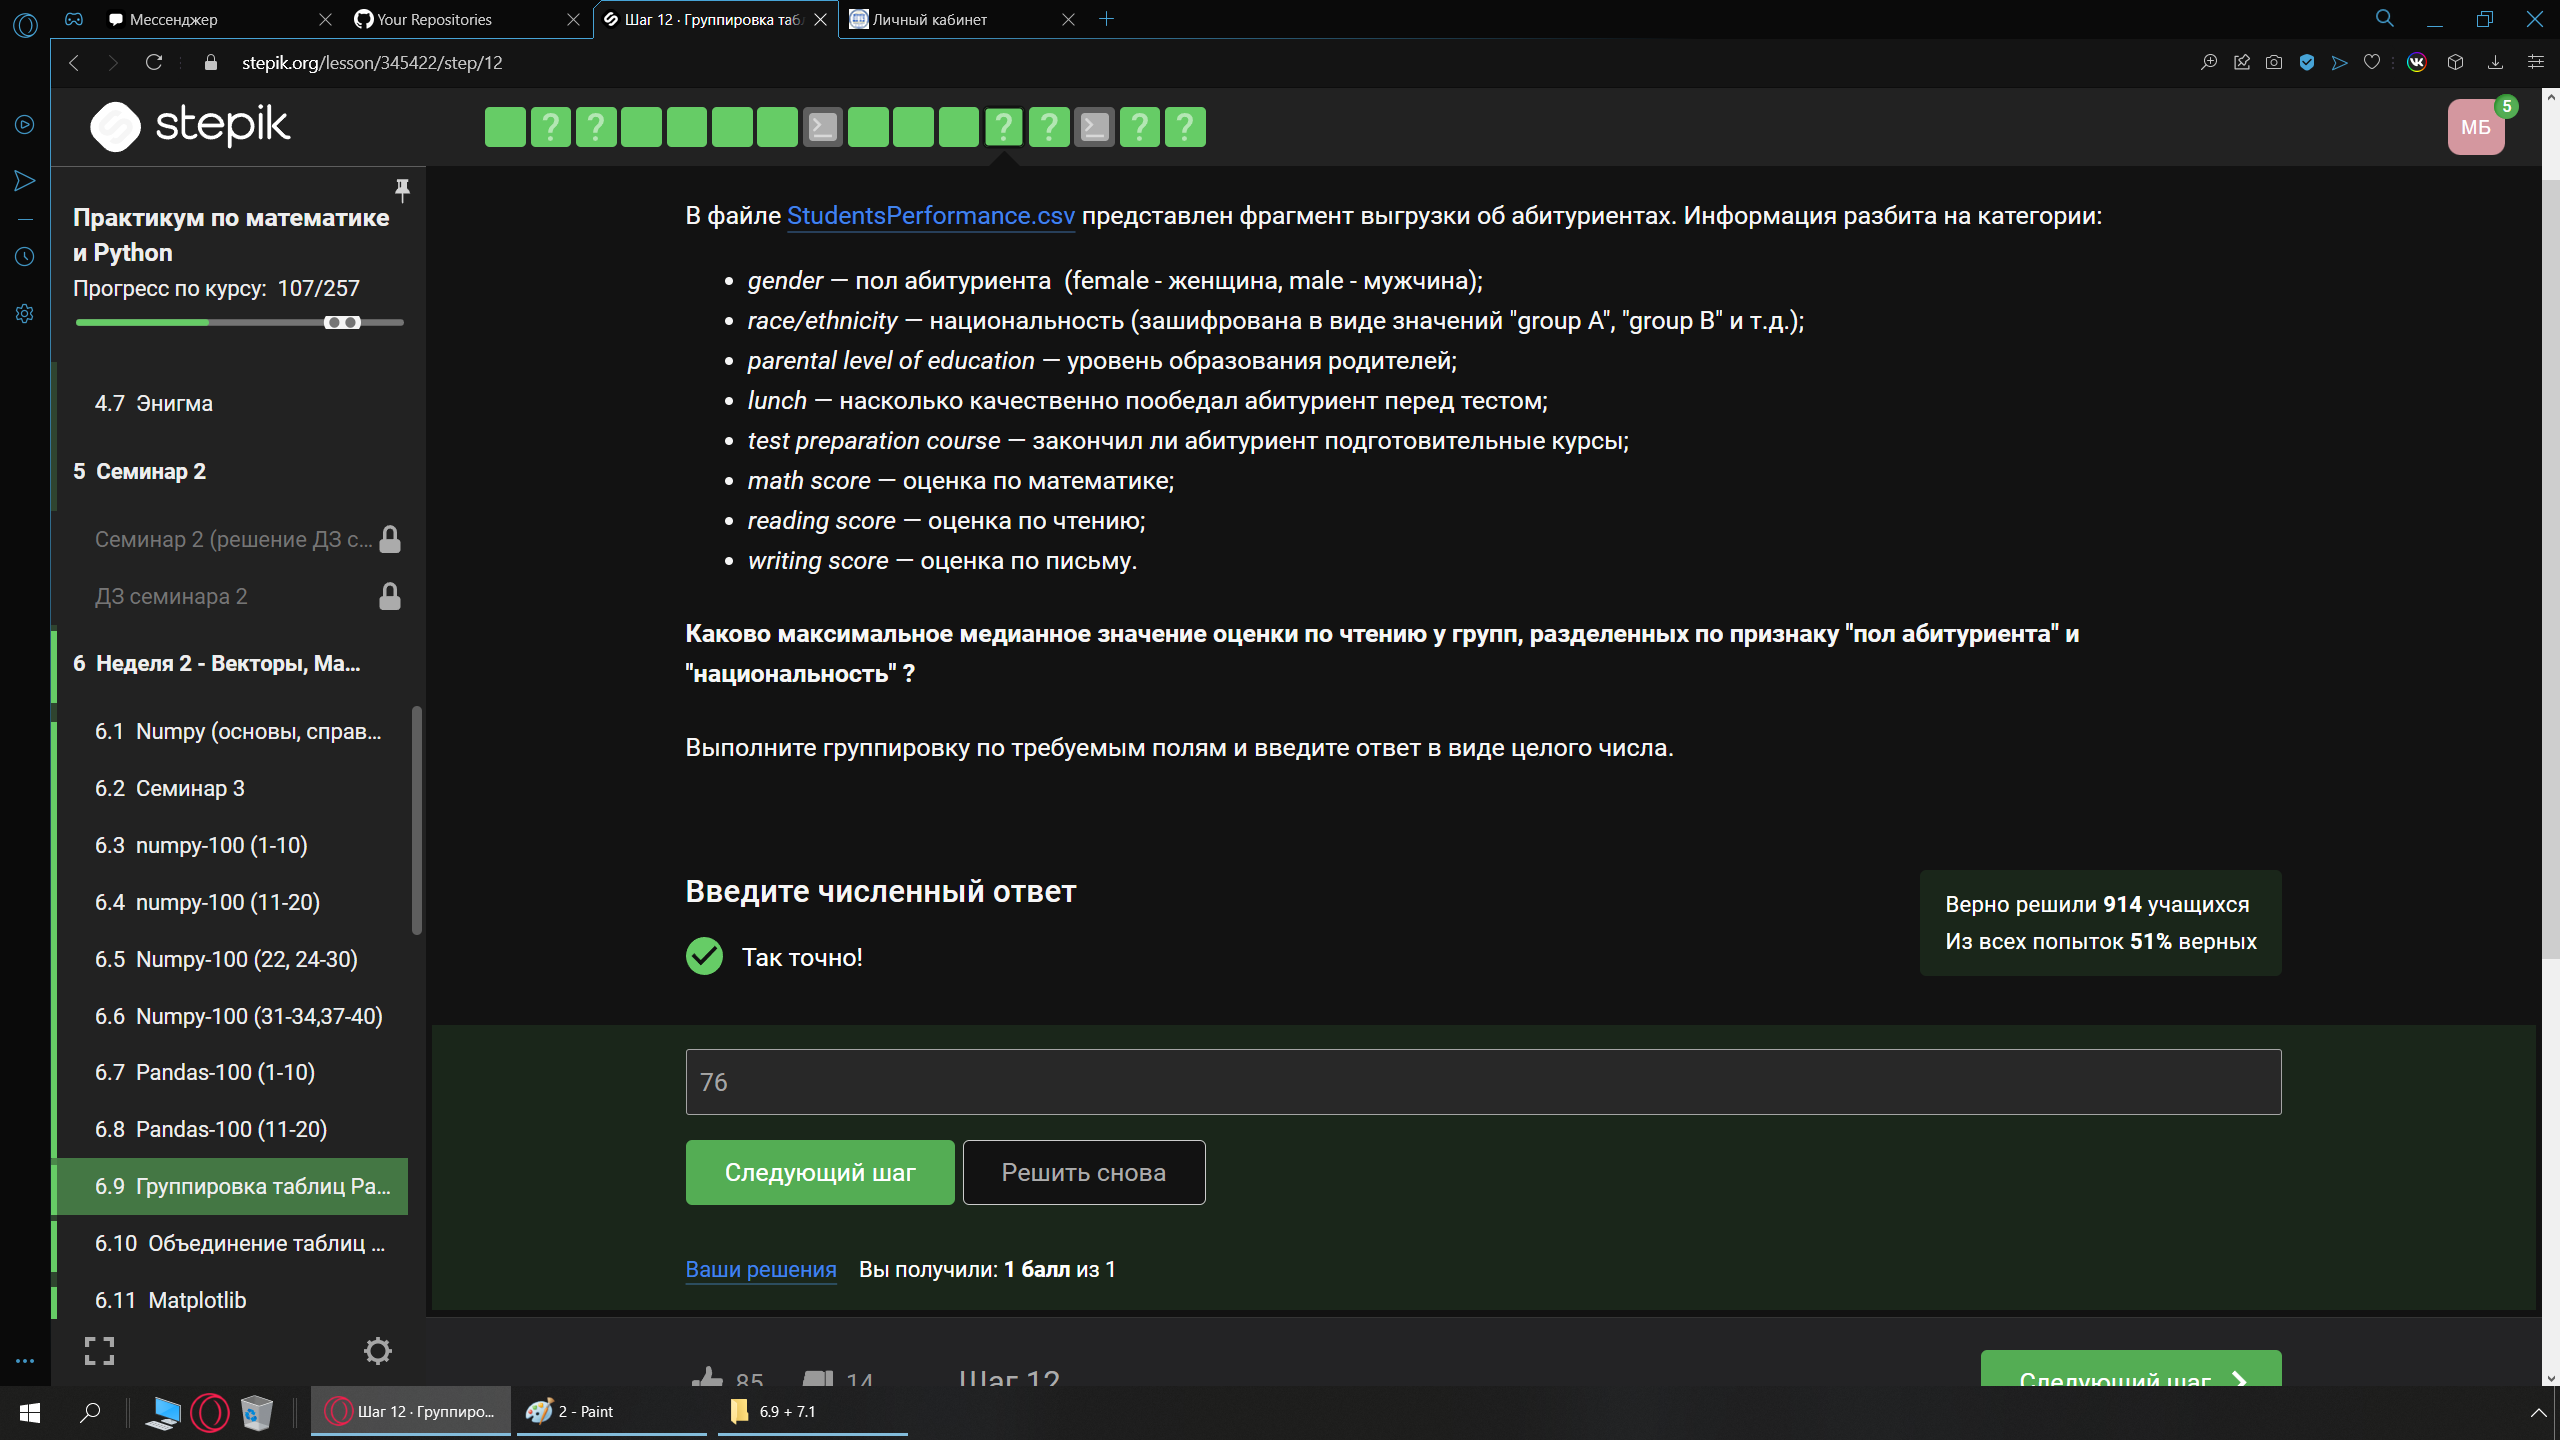 Мессенджер
Your Repositories
Шаг 12 · Группировка таб
Личный кабинет
stepik.org/lesson/345422/step/12
stepik
МБ
5
Практикум по математике
и Python
Прогресс по курсу: 107/257
4.7 Энигма
5 Семинар 2
Семинар 2 (решение ДЗ с...
ДЗ семинара 2
6 Неделя 2 - Векторы, Ма...
6.1 Numpy (основы, справ...
6.2 Семинар 3
6.3 numpy-100 (1-10)
6.4 numpy-100 (11-20)
6.5 Numpy-100 (22, 24-30)
6.6 Numpy-100 (31-34,37-40)
6.7 Pandas-100 (1-10)
6.8 Pandas-100 (11-20)
6.9 Группировка таблиц Pa...
6.10 Объединение таблиц ...
6.11 Matplotlib
В файле StudentsPerformance.csv представлен фрагмент выгрузки об абитуриентах. Информация разбита на категории:
• gender — пол абитуриента (female - женщина, male - мужчина);
• race/ethnicity — национальность (зашифрована в виде значений "group A", "group B" и т.д.);
• parental level of education — уровень образования родителей;
• lunch — насколько качественно пообедал абитуриент перед тестом;
• test preparation course — закончил ли абитуриент подготовительные курсы;
• math score — оценка по математике;
• reading score — оценка по чтению;
• writing score — оценка по письму.
Каково максимальное медианное значение оценки по чтению у групп, разделенных по признаку "пол абитуриента" и
"национальность" ?
Выполните группировку по требуемым полям и введите ответ в виде целого числа.
Введите численный ответ
Так точно!
Верно решили 914 учащихся
Из всех попыток 51% верных
76
Следующий шаг
Решить снова
Ваши решения Вы получили: 1 балл из 1
85
14
Шаг 12
Следующий шаг
Шаг 12 · Группиро...
2 - Paint
6.9 + 7.1